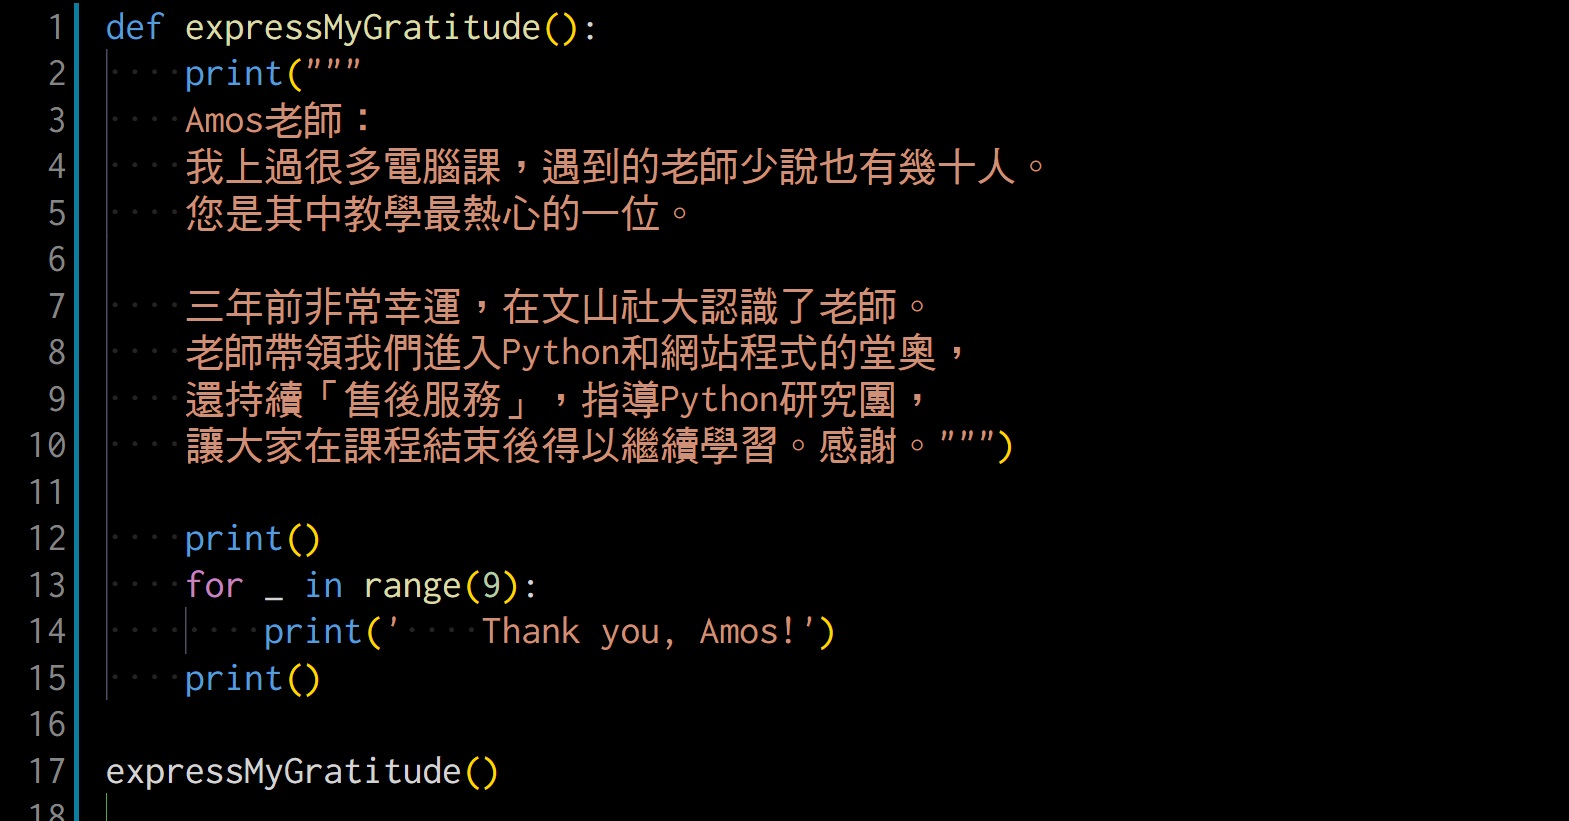 1 def expressMyGratitude():
2     print("""
3     Amos老師：
4     我上過很多電腦課，遇到的老師少說也有幾十人。
5     您是其中教學最熱心的一位。
6
7     三年前非常幸運，在文山社大認識了老師。
8     老師帶領我們進入Python和網站程式的堂奧，
9     還持續「售後服務」，指導Python研究團，
10     讓大家在課程結束後得以繼續學習。感謝。""")
11
12     print()
13     for _ in range(9):
14         print('    Thank you, Amos!')
15     print()
16
17 expressMyGratitude()
18